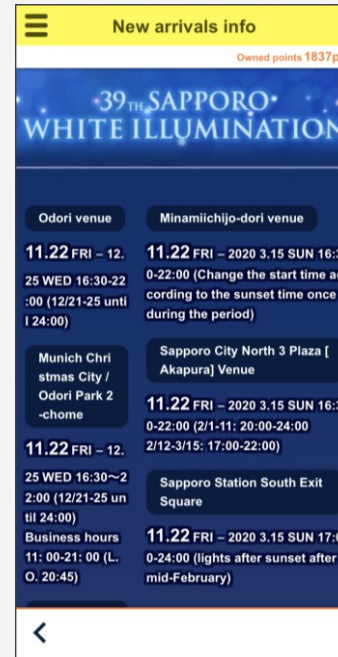 New arrivals info
Owned points 1837p
39TH SAPPORO
WHITE ILLUMINATION
Odori venue
11.22 FRI – 12.
25 WED 16:30-22
:00 (12/21-25 unti
l 24:00)
Munich Chri
stmas City /
Odori Park 2
-chome
11.22 FRI – 12.
25 WED 16:30～2
2:00 (12/21-25 un
til 24:00)
Business hours
11: 00-21: 00 (L.
O. 20:45)
Minamiichijo-dori venue
11.22 FRI – 2020 3.15 SUN 16:3
0-22:00 (Change the start time ac
cording to the sunset time once
during the period)
Sapporo City North 3 Plaza [
Akapura] Venue
11.22 FRI – 2020 3.15 SUN 16:3
0-22:00 (2/1-11: 20:00-24:00
2/12-3/15: 17:00-22:00)
Sapporo Station South Exit
Square
11.22 FRI – 2020 3.15 SUN 17:0
0-24:00 (lights after sunset after
mid-February)